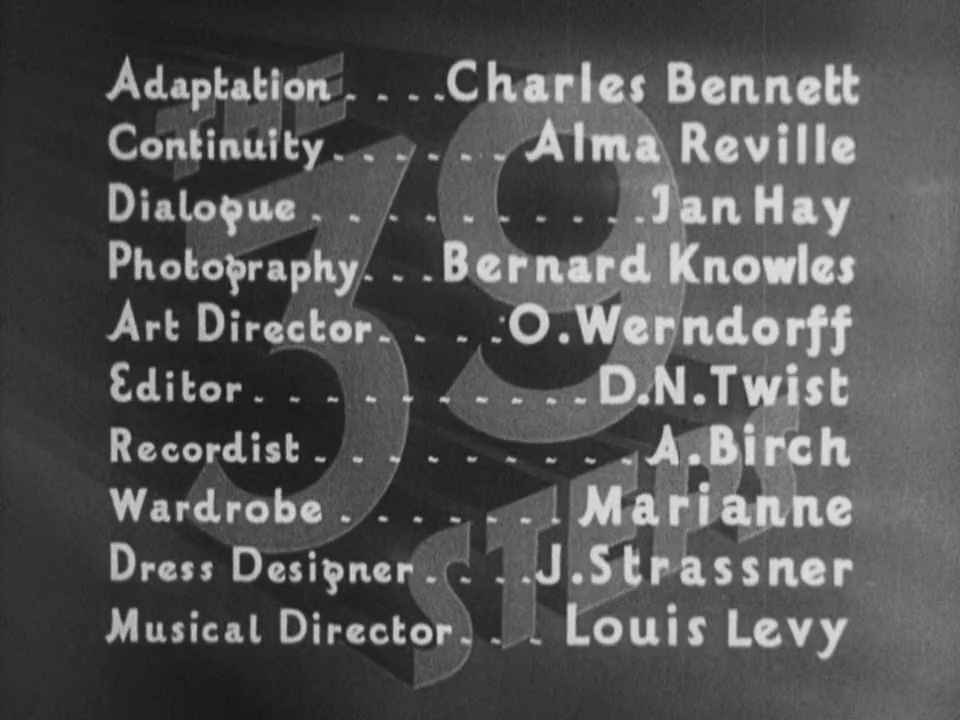 THE
39
STEPS
Adaptation . . . . Charles Bennett
Continuity . . . . . . Alma Reville
Dialogue . . . . . . . . . . . Ian Hay
Photography . . . Bernard Knowles
Art Director . . . . . O. Werndorff
Editor . . . . . . . . . . . D.N. Twist
Recordist . . . . . . . . . A. Birch
Wardrobe . . . . . . . Marianne
Dress Designer . . . . J. Strassner
Musical Director . . . Louis Levy